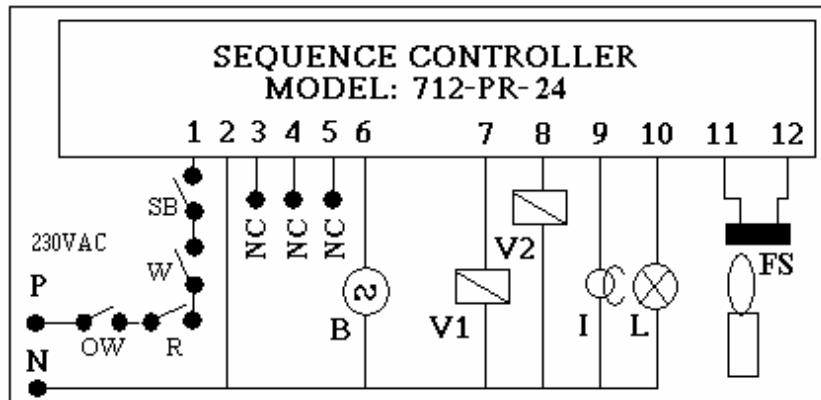 SEQUENCE CONTROLLER
MODEL: 712-PR-24
1 2 3 4 5 6 7 8 9 10 11 12
SB
NC NC NC
V2
230VAC
W
FS
P
B
V1
I
L
OW
R
N